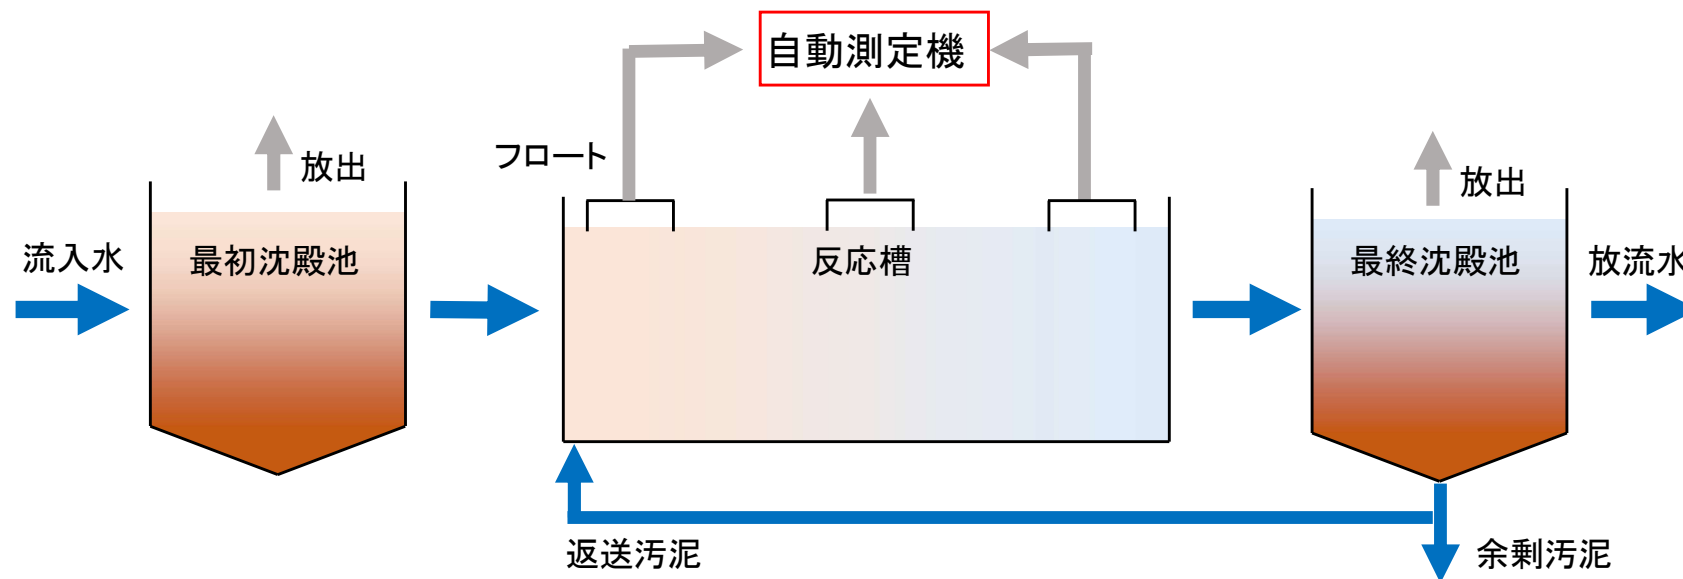 自動測定機
フロート
放出
放出
流入水
最初沈殿池
反応槽
最終沈殿池
放流水
返送汚泥
余剰汚泥